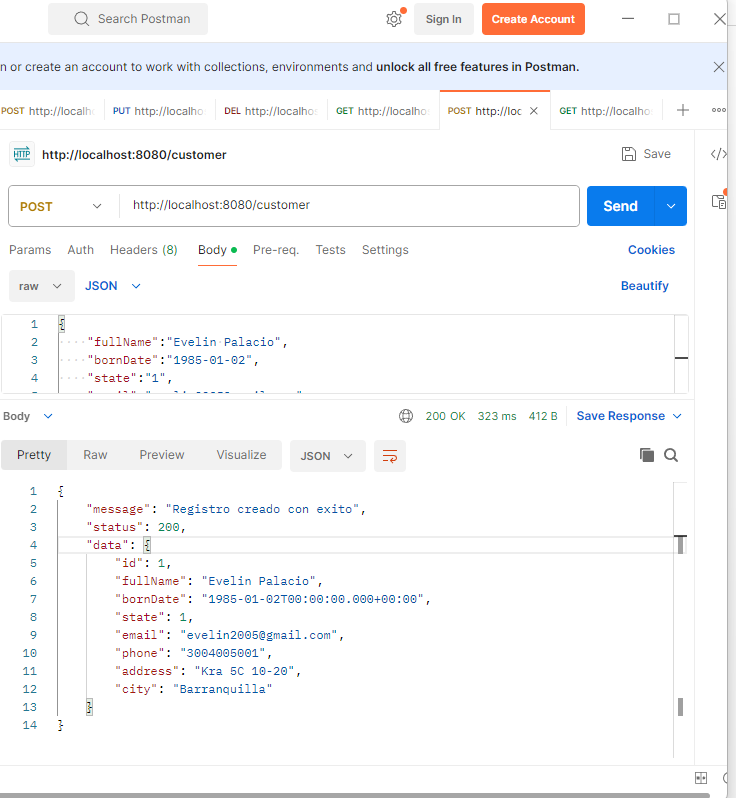 Search Postman
Sign In
Create Account
n or create an account to work with collections, environments and unlock all free features in Postman.
POST http://localh
PUT http://localho
DEL http://localhos
GET http://localhos
POST http://loc
GET http://localhos
HTTP http://localhost:8080/customer
Save
POST
http://localhost:8080/customer
Send
Params Auth Headers (8) Body Pre-req. Tests Settings
Cookies
raw
JSON
Beautify
1 {
2 "fullName":"Evelin Palacio",
3 "bornDate":"1985-01-02",
4 "state":"1",
Body
200 OK 323 ms 412 B
Save Response
Pretty Raw Preview Visualize JSON
1 {
2 "message": "Registro creado con exito",
3 "status": 200,
4 "data": {
5 "id": 1,
6 "fullName": "Evelin Palacio",
7 "bornDate": "1985-01-02T00:00:00.000+00:00",
8 "state": 1,
9 "email": "evelin2005@gmail.com",
10 "phone": "3004005001",
11 "address": "Kra 5C 10-20",
12 "city": "Barranquilla"
13 }
14 }